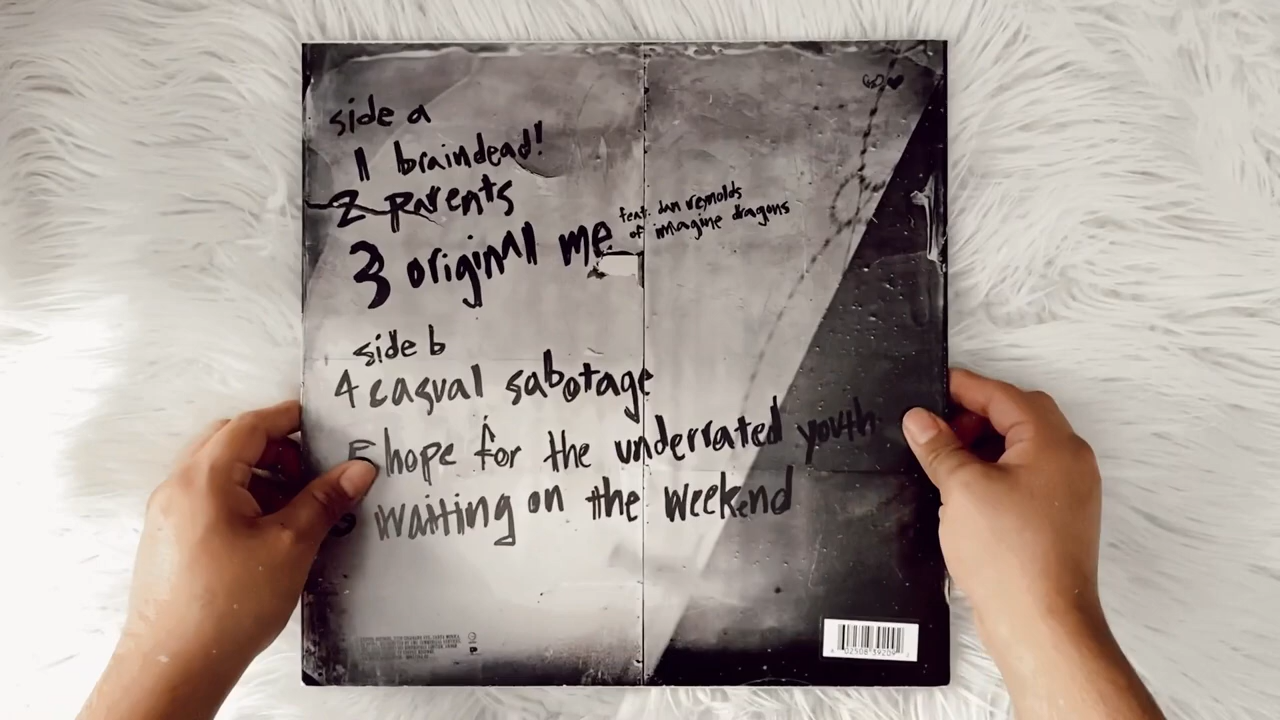 side a
1 braindead!
2 parents
3 original me feat. dan reynolds
of imagine dragons
side b
4 casual sabotage
5 hope for the underrated youth
waiting on the weekend